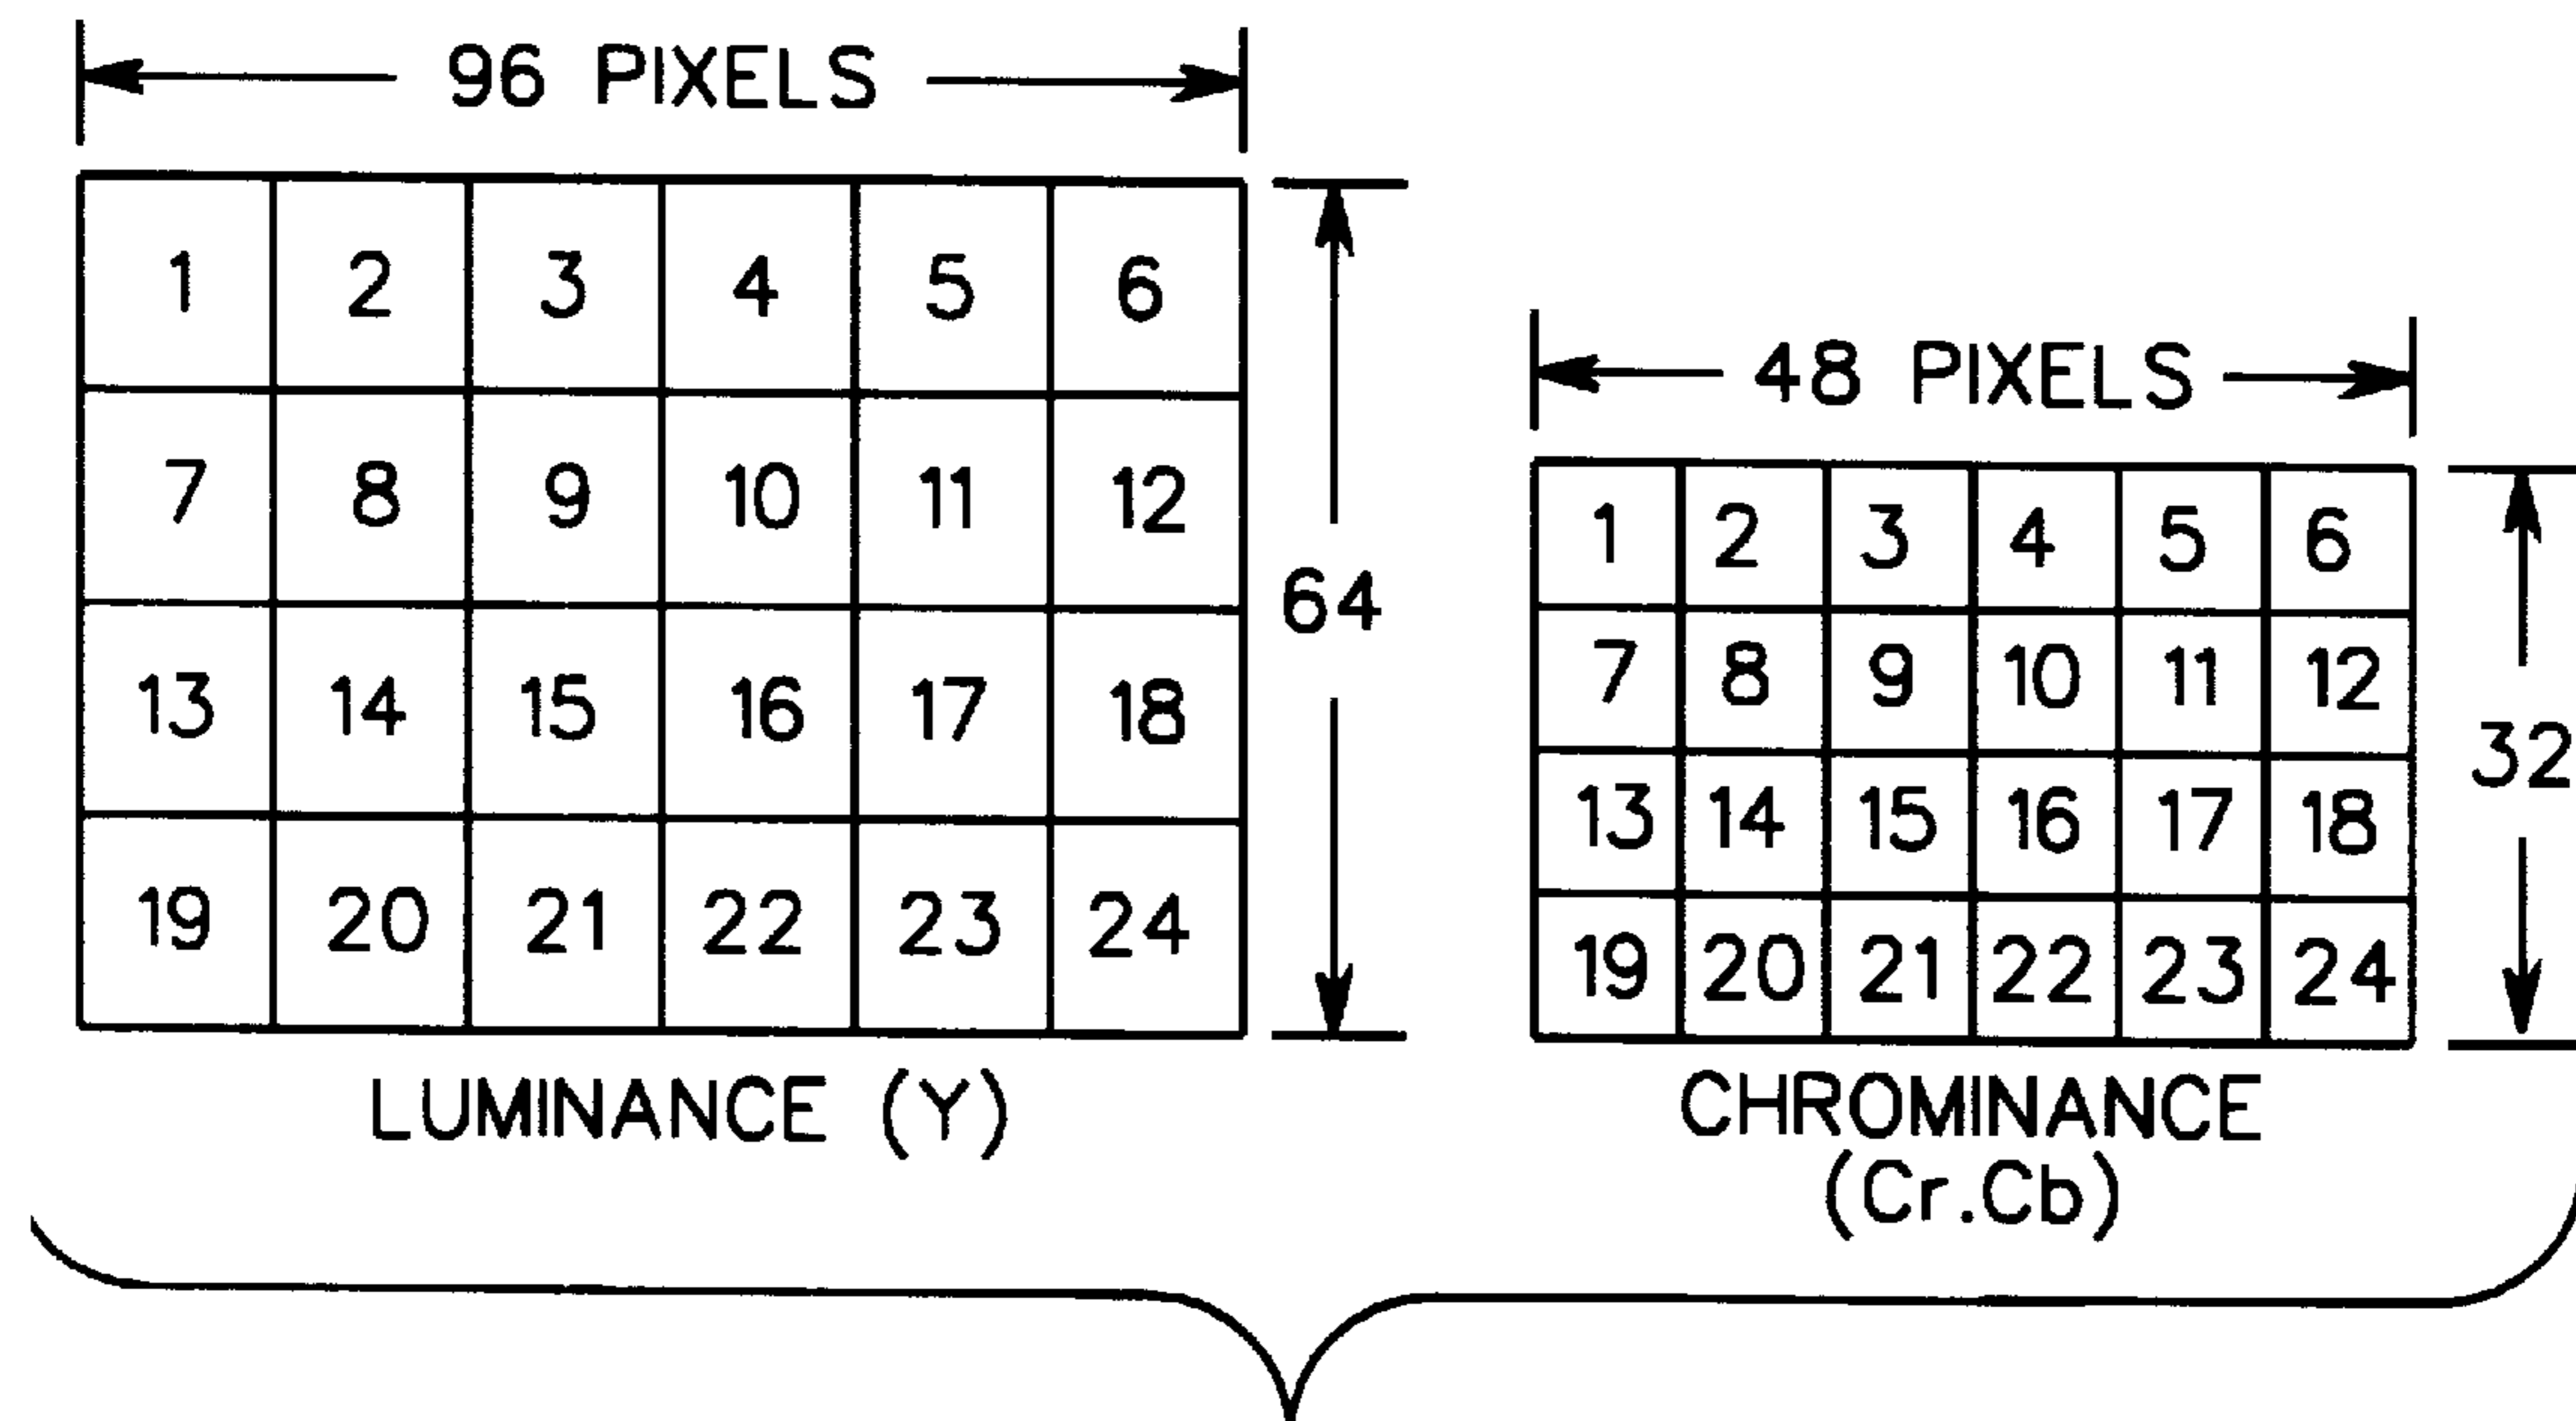 96 PIXELS
1 2 3 4 5 6
7 8 9 10 11 12
13 14 15 16 17 18
19 20 21 22 23 24
64
LUMINANCE (Y)
48 PIXELS
1 2 3 4 5 6
7 8 9 10 11 12
13 14 15 16 17 18
19 20 21 22 23 24
32
CHROMINANCE
(Cr.Cb)